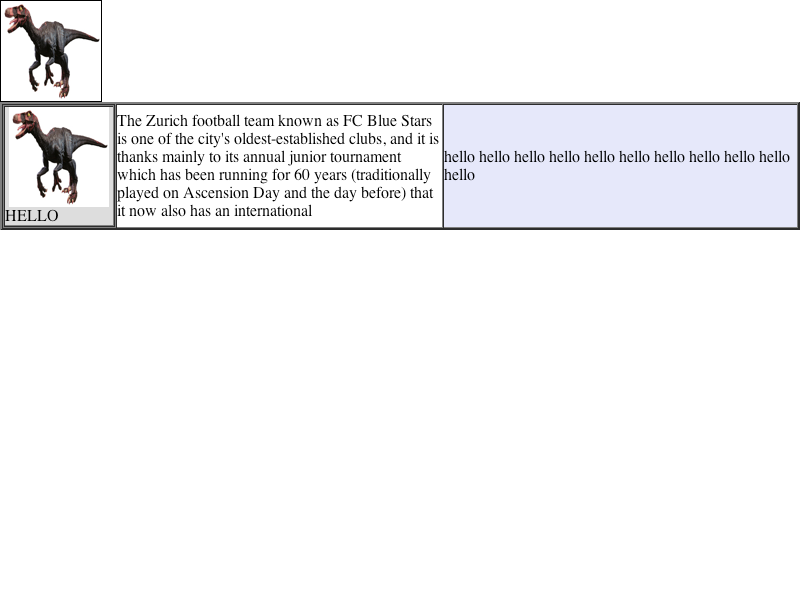 HELLO
The Zurich football team known as FC Blue Stars
is one of the city's oldest-established clubs, and it is
thanks mainly to its annual junior tournament
which has been running for 60 years (traditionally
played on Ascension Day and the day before) that
it now also has an international
hello hello hello hello hello hello hello hello hello hello
hello